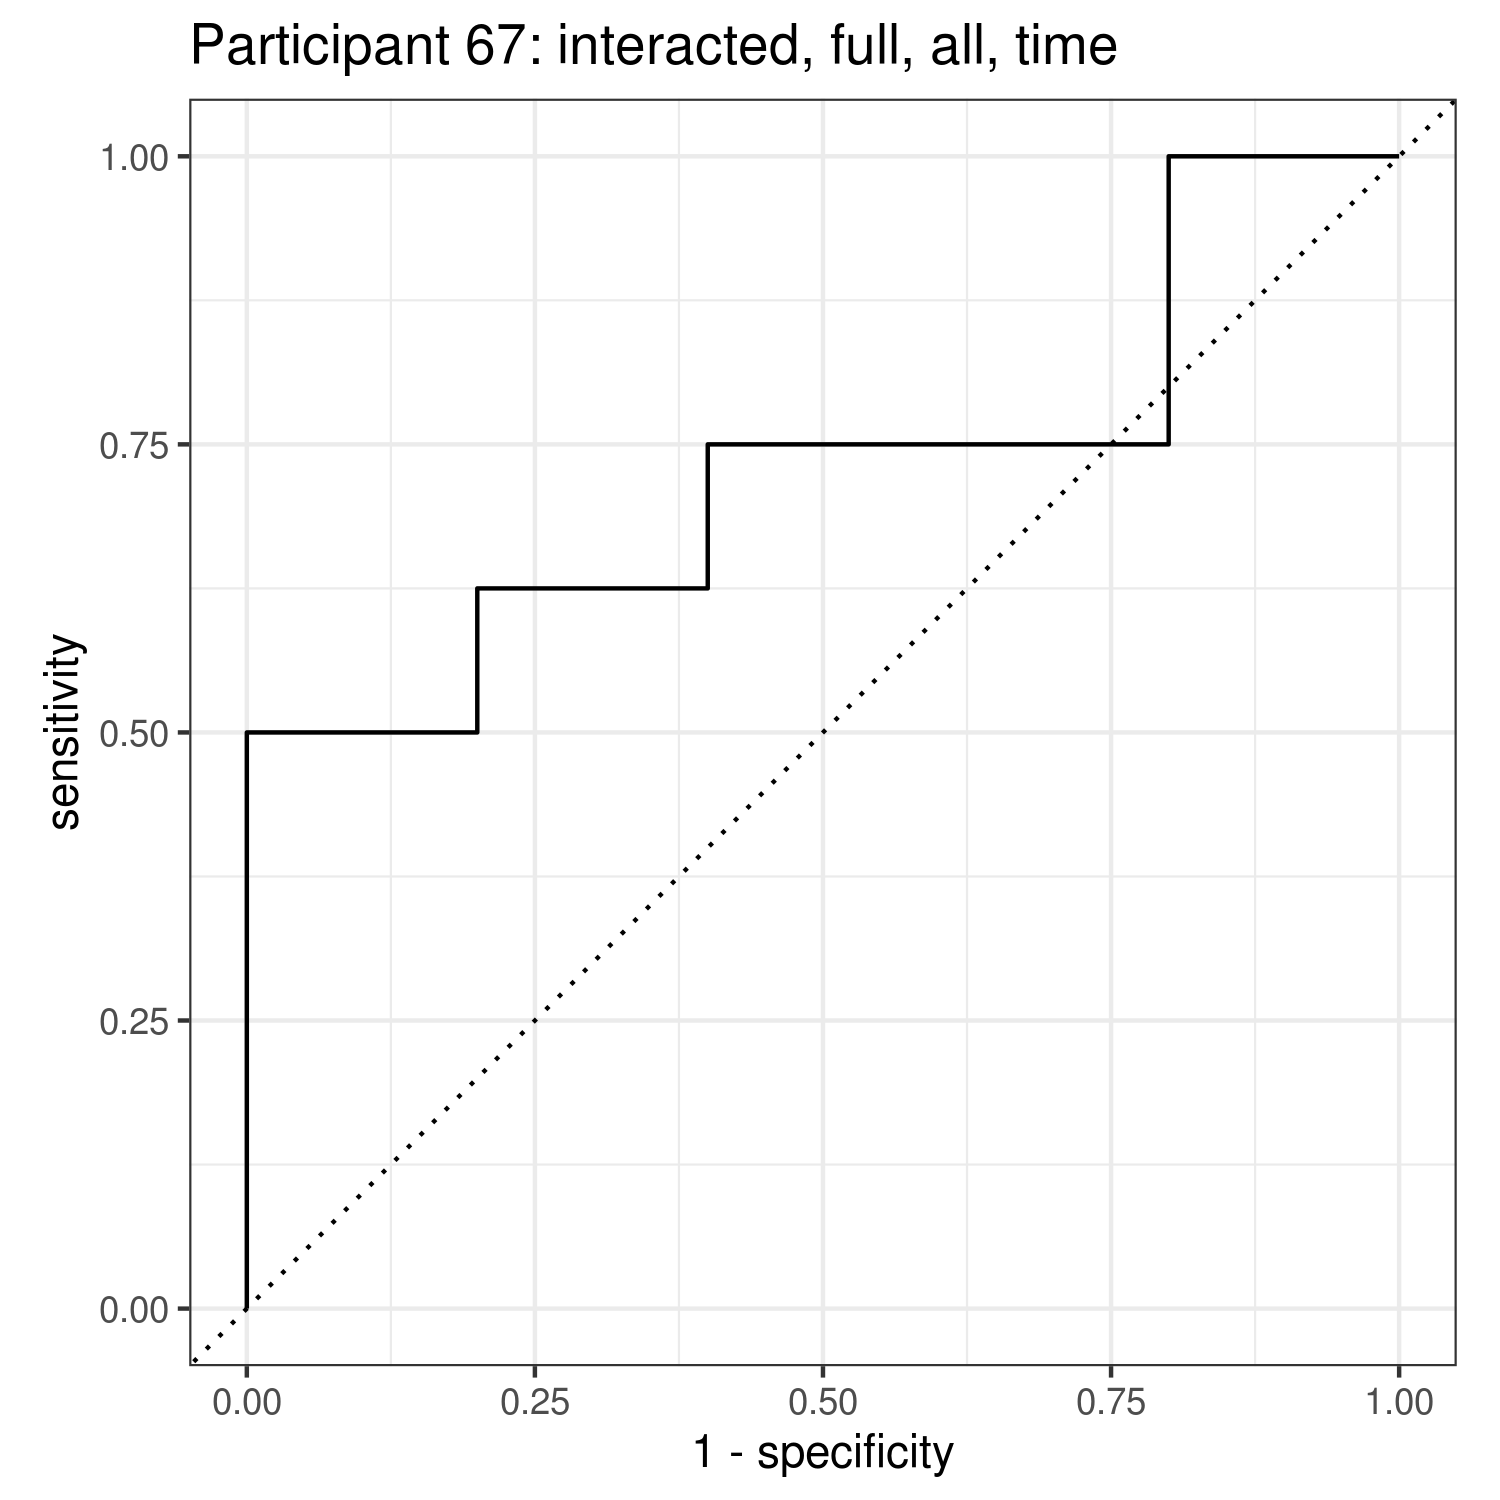 Participant 67: interacted, full, all, time
1.00
0.75
0.50
0.25
0.00
sensitivity
0.00 0.25 0.50 0.75 1.00
1 - specificity